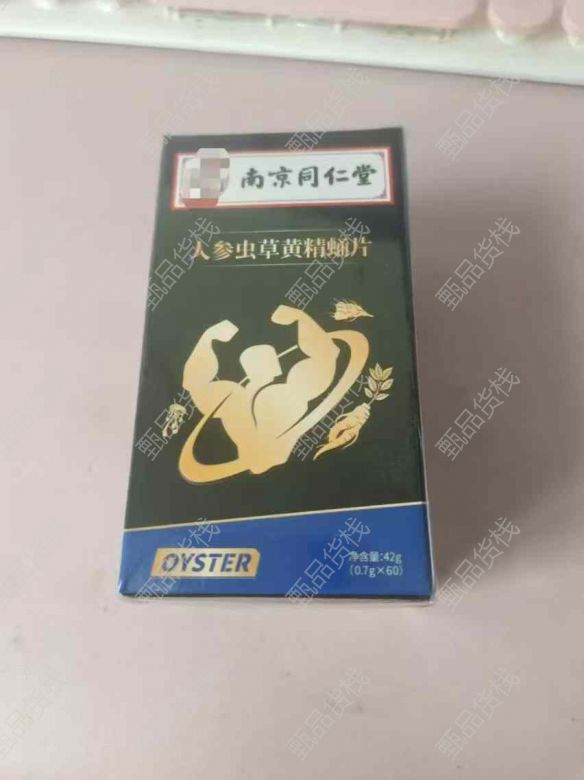 南京同仁堂
人参虫草黄精蛹片
OYSTER
净含量:42g
(0.7g×60)
甄品货栈